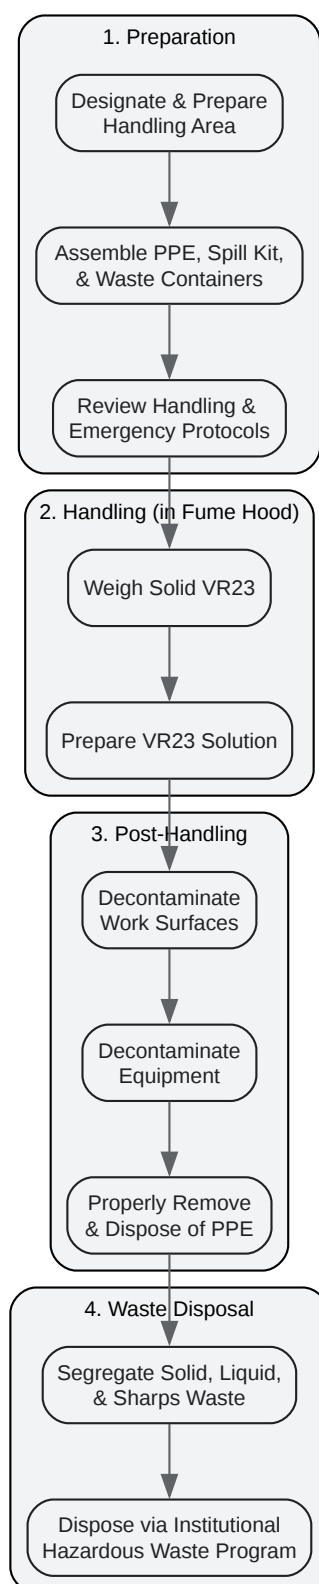 1. Preparation
Designate & Prepare
Handling Area
Assemble PPE, Spill Kit,
& Waste Containers
Review Handling &
Emergency Protocols
2. Handling (in Fume Hood)
Weigh Solid VR23
Prepare VR23 Solution
3. Post-Handling
Decontaminate
Work Surfaces
Decontaminate
Equipment
Properly Remove
& Dispose of PPE
4. Waste Disposal
Segregate Solid, Liquid,
& Sharps Waste
Dispose via Institutional
Hazardous Waste Program